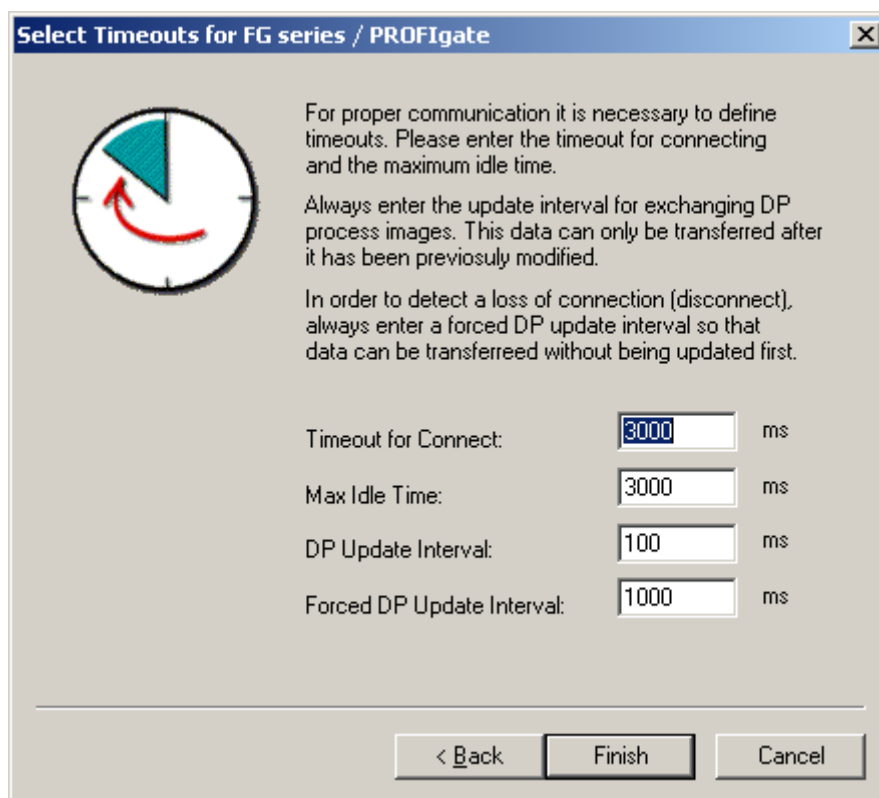 Select Timeouts for FG series / PROFIgate
For proper communication it is necessary to define
timeouts. Please enter the timeout for connecting
and the maximum idle time.
Always enter the update interval for exchanging DP
process images. This data can only be transferred after
it has been previosuly modified.
In order to detect a loss of connection (disconnect),
always enter a forced DP update interval so that
data can be transferreed without being updated first.
Timeout for Connect: 3000 ms
Max Idle Time: 3000 ms
DP Update Interval: 100 ms
Forced DP Update Interval: 1000 ms
< Back Finish Cancel